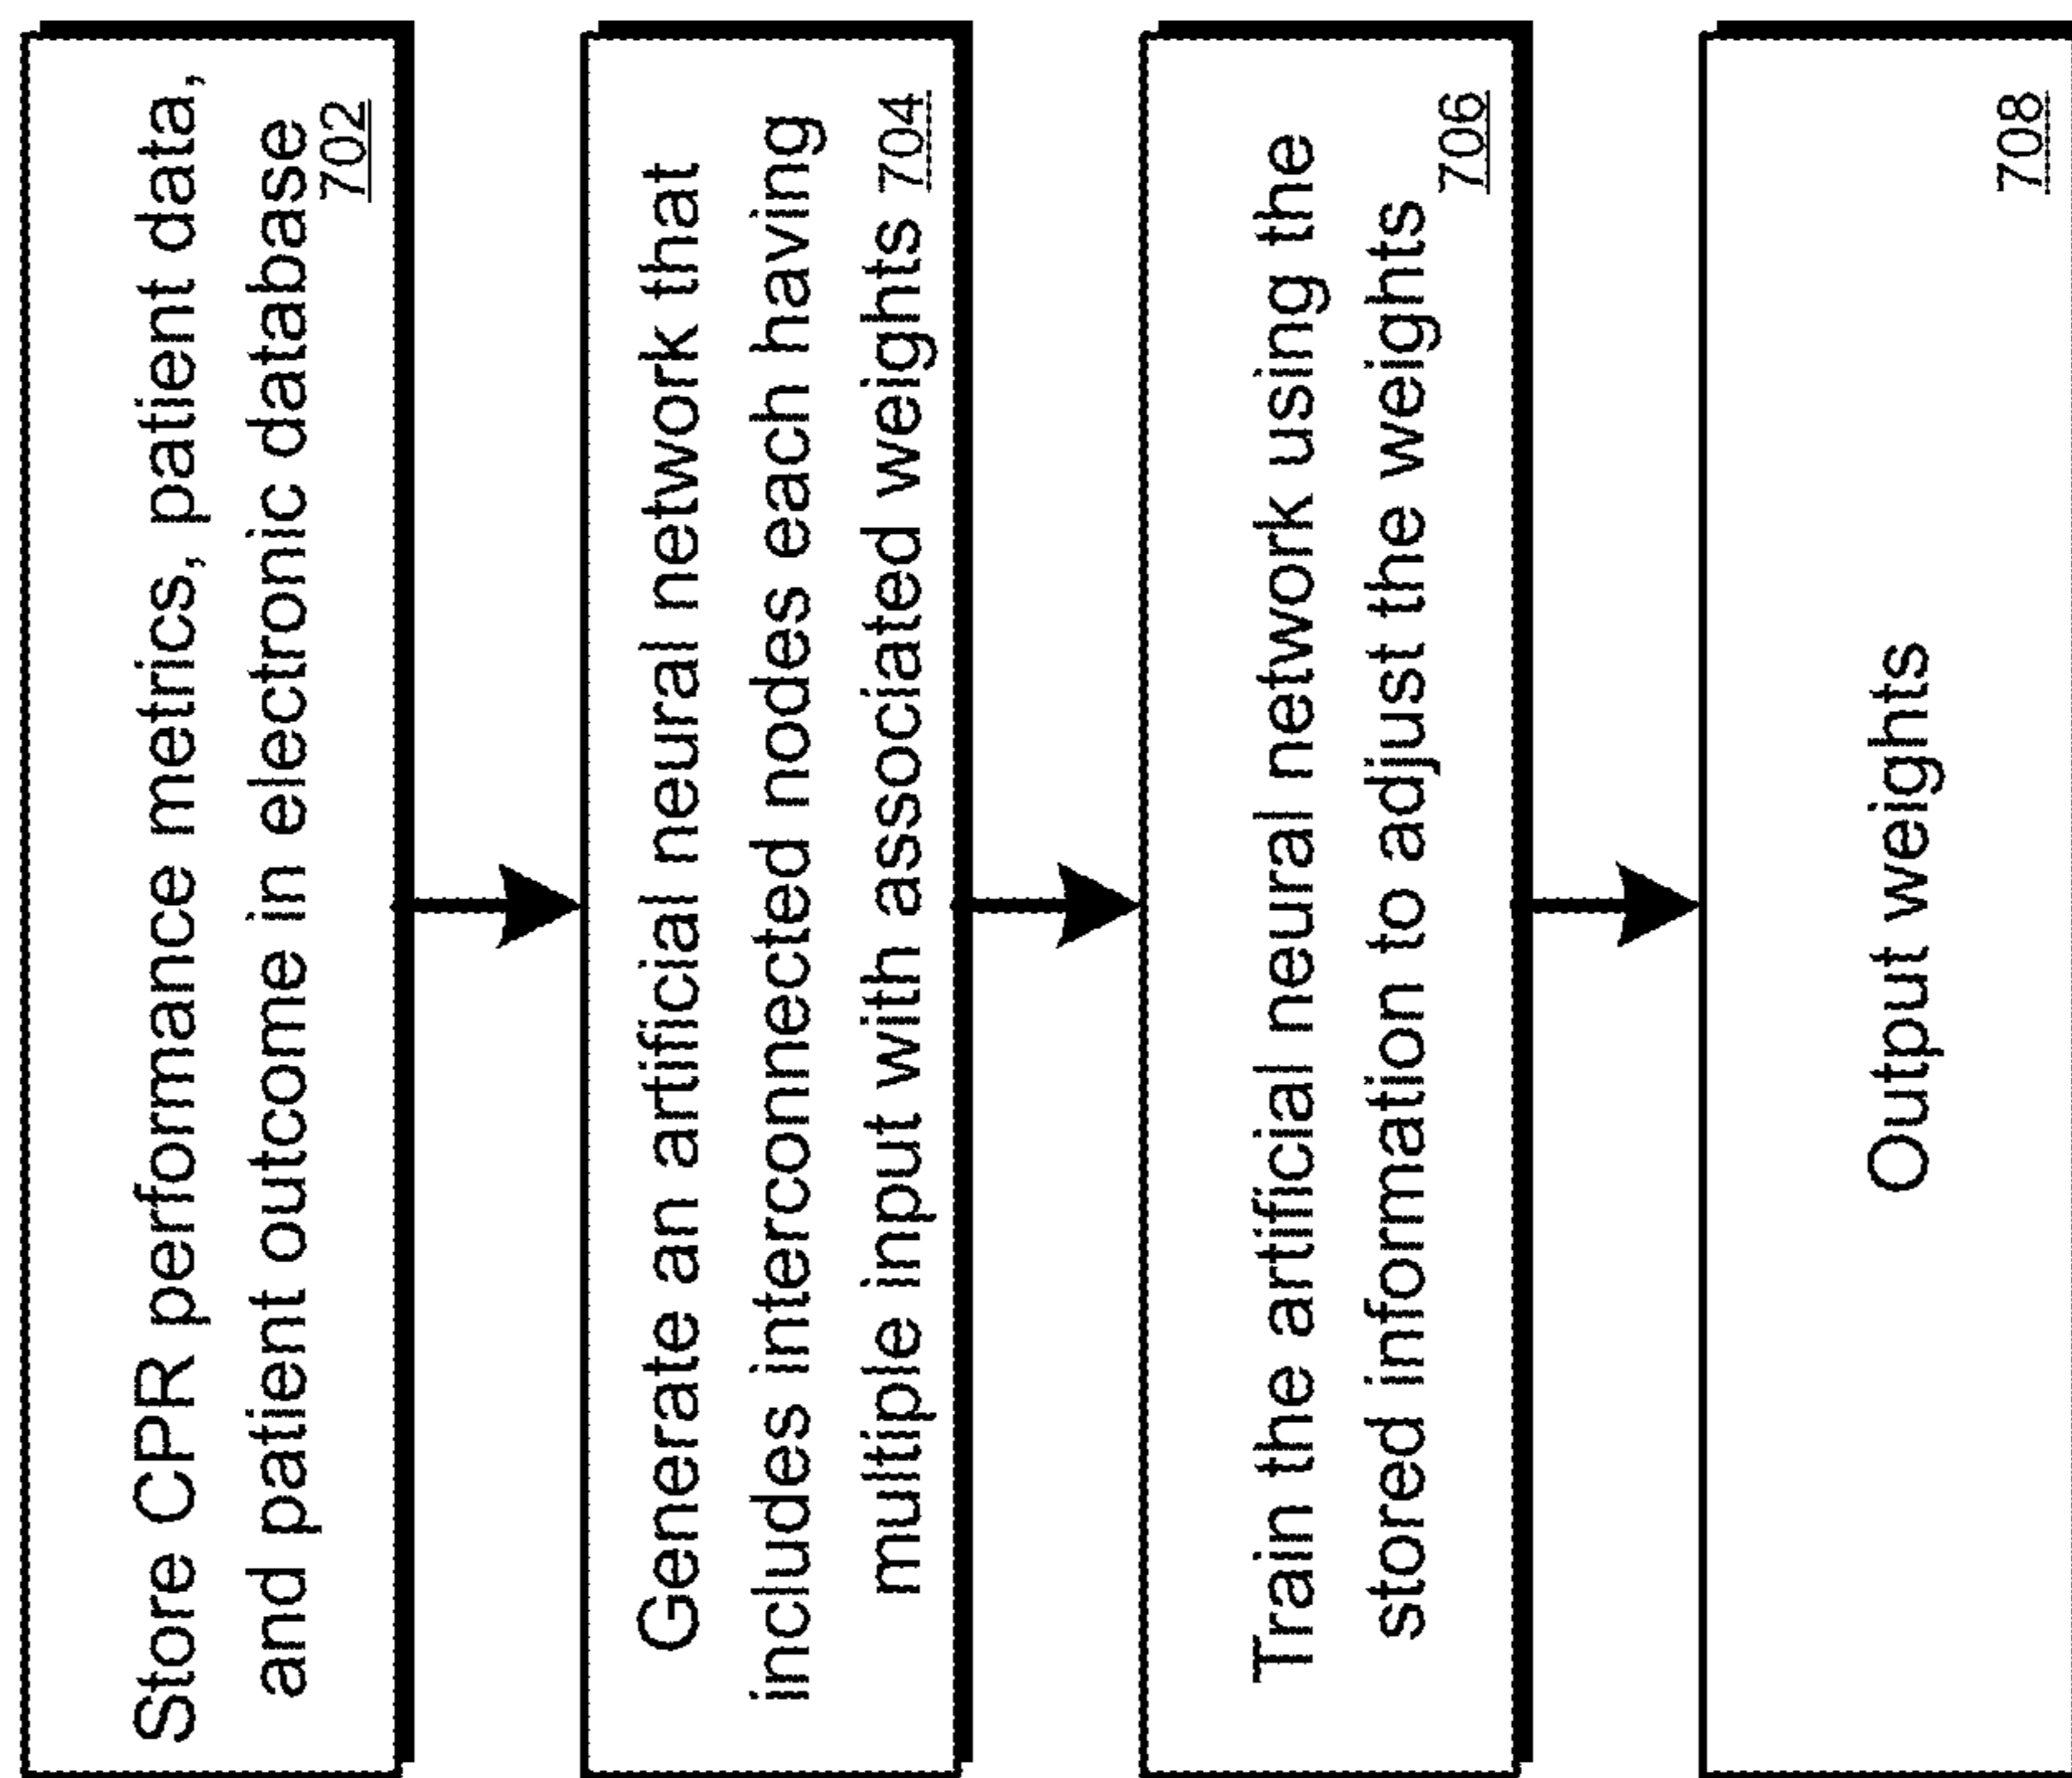 Store CPR performance metrics, patient data,
and patient outcome in electronic database
702
Generate an artificial neural network that
includes interconnected nodes each having
multiple input with associated weights 704
Train the artificial neural network using the
stored information to adjust the weights
706
Output weights
708